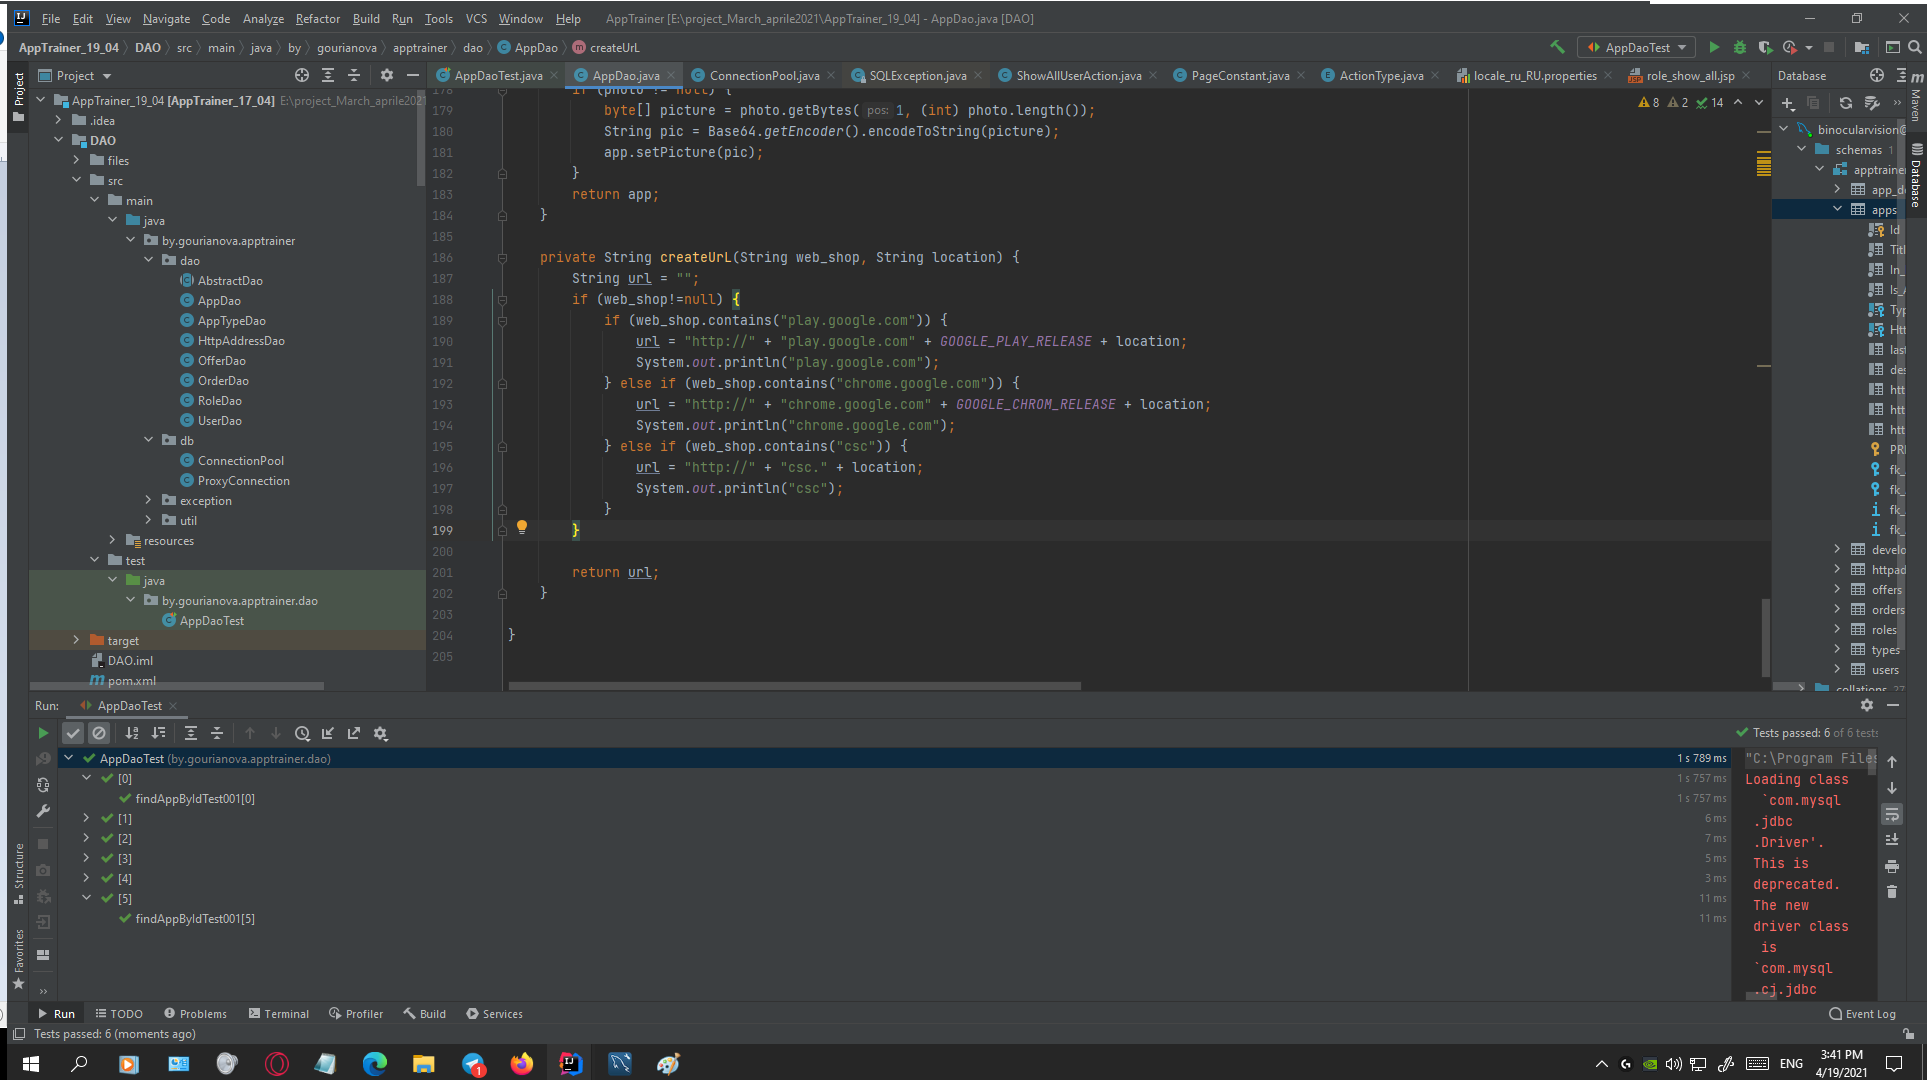 File Edit View Navigate Code Analyze Refactor Build Run Tools VCS Window Help AppTrainer [E:\project_March_aprile2021\AppTrainer_19_04] - AppDao.java [DAO]
AppTrainer_19_04 DAO src main java by gourianova apptrainer dao AppDao createUrL AppDaoTest
Project
AppDaoTest.java AppDao.java ConnectionPool.java SQLException.java ShowAllUserAction.java PageConstant.java ActionType.java locale_ru_RU.properties role_show_all.jsp
Database
Project
Structure
Favorites
Maven
Database
AppTrainer_19_04 [AppTrainer_17_04] E:\project_March_aprile2021
.idea
DAO
files
src
main
java
by.gourianova.apptrainer
dao
AbstractDao
AppDao
AppTypeDao
HttpAddressDao
OfferDao
OrderDao
RoleDao
UserDao
db
ConnectionPool
ProxyConnection
exception
util
resources
test
java
by.gourianova.apptrainer.dao
AppDaoTest
target
DAO.iml
pom.xml
8 2 14
178 if (photo != null) {
179 byte[] picture = photo.getBytes( pos: 1, (int) photo.length());
180 String pic = Base64.getEncoder().encodeToString(picture);
181 app.setPicture(pic);
182 }
183 return app;
184 }
185
186 private String createUrL(String web_shop, String location) {
187 String url = "";
188 if (web_shop!=null) {
189 if (web_shop.contains("play.google.com")) {
190 url = "http://" + "play.google.com" + GOOGLE_PLAY_RELEASE + location;
191 System.out.println("play.google.com");
192 } else if (web_shop.contains("chrome.google.com")) {
193 url = "http://" + "chrome.google.com" + GOOGLE_CHROM_RELEASE + location;
194 System.out.println("chrome.google.com");
195 } else if (web_shop.contains("csc")) {
196 url = "http://" + "csc." + location;
197 System.out.println("csc");
198 }
199 }
200
201 return url;
202 }
203
204 }
205
binocularvision@
schemas 1
apptraine
app_d
apps
Id
Titl
In_
Is_
Typ
Htt
last
des
htt
htt
htt
PRI
fk_
fk_
fk_
fk_
develo
httpad
offers
orders
roles
types
users
collations 27
Run: AppDaoTest
Tests passed: 6 of 6 tests
AppDaoTest (by.gourianova.apptrainer.dao) 1 s 789 ms
[0] 1 s 757 ms
findAppByIdTest001[0] 1 s 757 ms
[1] 6 ms
[2] 7 ms
[3] 5 ms
[4] 3 ms
[5] 11 ms
findAppByIdTest001[5] 11 ms
"C:\Program Files
Loading class
`com.mysql
.jdbc
.Driver'.
This is
deprecated.
The new
driver class
is
`com.mysql
.cj.jdbc
Run TODO Problems Terminal Profiler Build Services Event Log
Tests passed: 6 (moments ago)
1
ENG
3:41 PM
4/19/2021